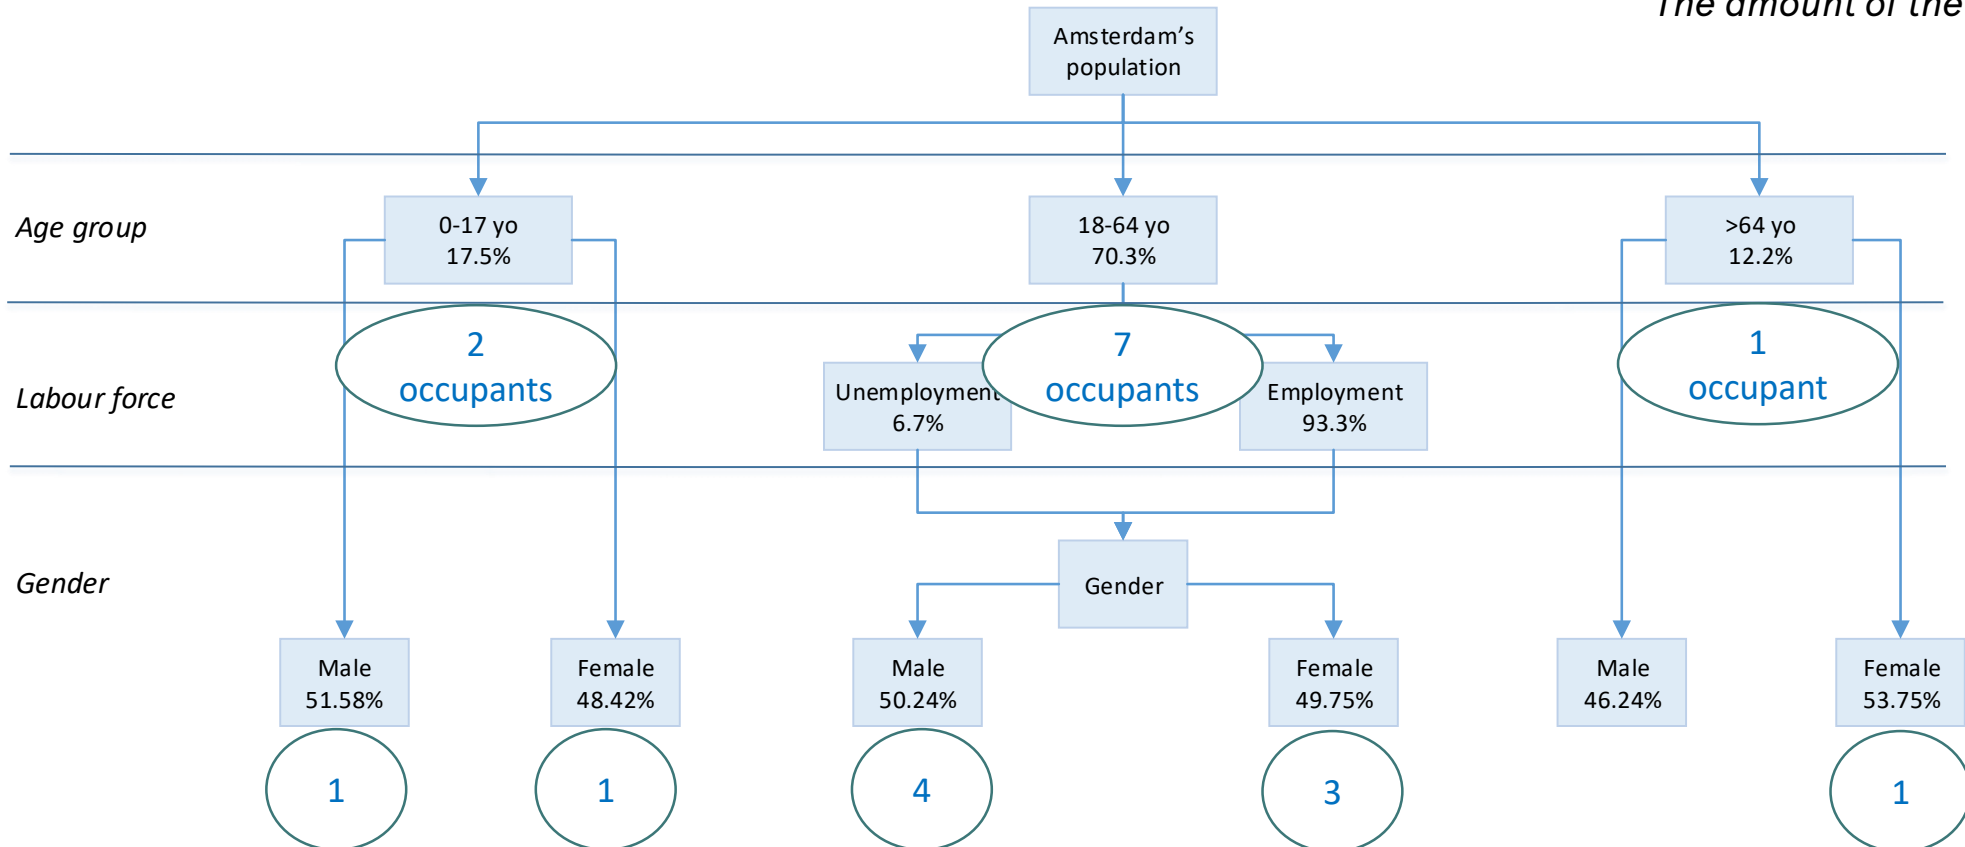 The amount of the
Amsterdam's
population
Age group
0-17 yo
17.5%
18-64 yo
70.3%
>64 yo
12.2%
Labour force
2
occupants
Unemployment
6.7%
7
occupants
Employment
93.3%
1
occupant
Gender
Gender
Male
51.58%
Female
48.42%
Male
50.24%
Female
49.75%
Male
46.24%
Female
53.75%
1
1
4
3
1